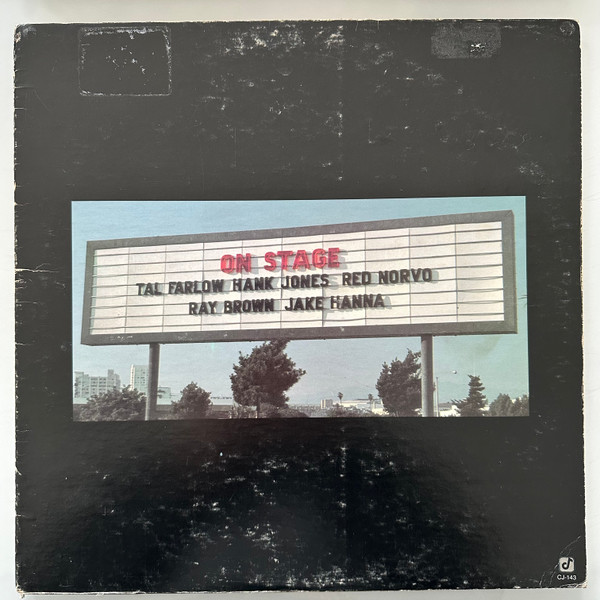 ON STAGE
TAL FARLOW HANK JONES RED NORVO
RAY BROWN JAKE HANNA
CJ-143